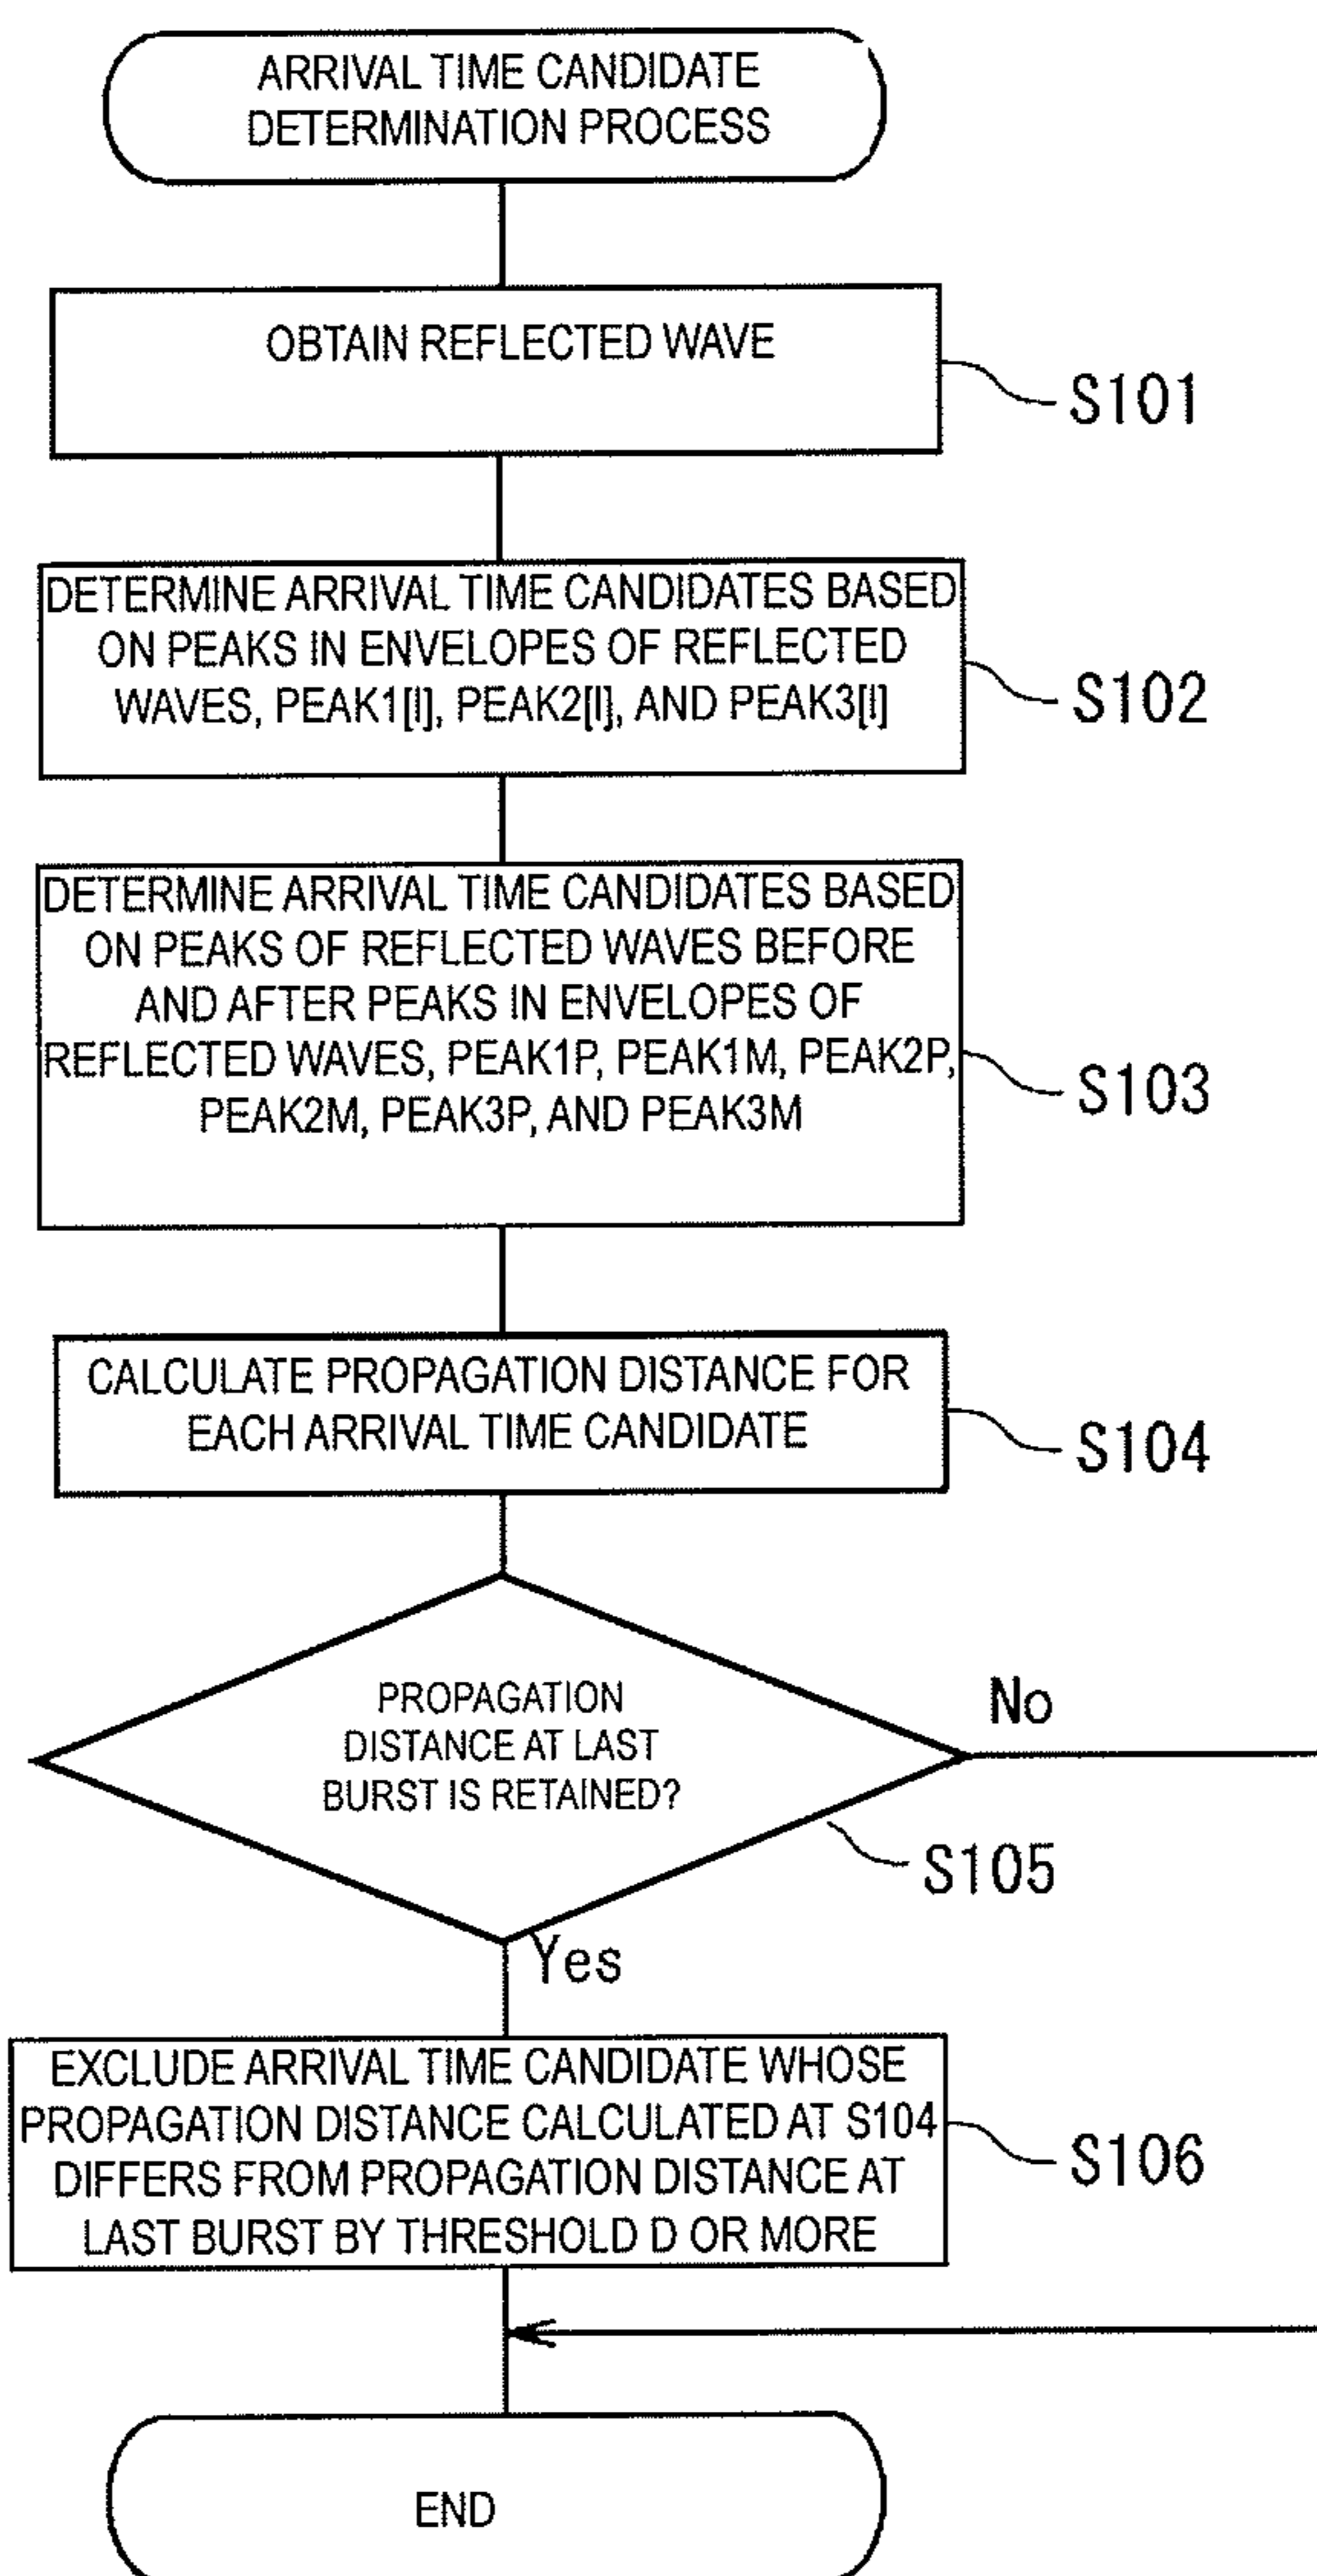 ARRIVAL TIME CANDIDATE
DETERMINATION PROCESS
OBTAIN REFLECTED WAVE
S101
DETERMINE ARRIVAL TIME CANDIDATES BASED
ON PEAKS IN ENVELOPES OF REFLECTED
WAVES, PEAK1[I], PEAK2[I], AND PEAK3[I]
S102
DETERMINE ARRIVAL TIME CANDIDATES BASED
ON PEAKS OF REFLECTED WAVES BEFORE
AND AFTER PEAKS IN ENVELOPES OF
REFLECTED WAVES, PEAK1P, PEAK1M, PEAK2P,
PEAK2M, PEAK3P, AND PEAK3M
S103
CALCULATE PROPAGATION DISTANCE FOR
EACH ARRIVAL TIME CANDIDATE
S104
PROPAGATION
DISTANCE AT LAST
BURST IS RETAINED?
No
S105
Yes
EXCLUDE ARRIVAL TIME CANDIDATE WHOSE
PROPAGATION DISTANCE CALCULATED AT S104
DIFFERS FROM PROPAGATION DISTANCE AT
LAST BURST BY THRESHOLD D OR MORE
S106
END